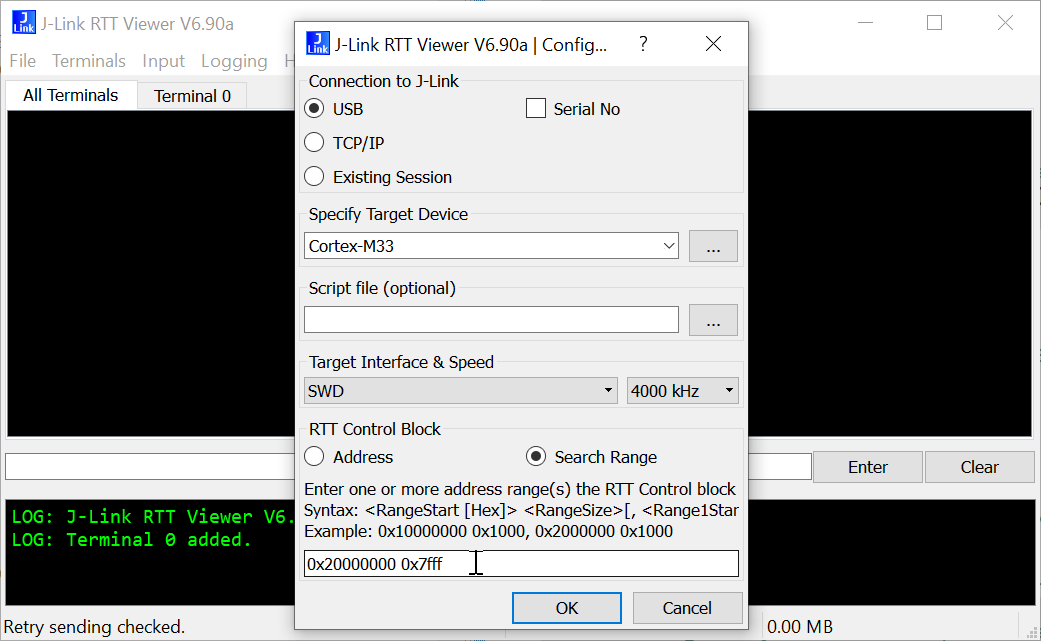 J-Link RTT Viewer V6.90a
File Terminals Input Logging H
All Terminals Terminal 0
J-Link RTT Viewer V6.90a | Config... ?
Connection to J-Link
USB Serial No
TCP/IP
Existing Session
Specify Target Device
Cortex-M33 ...
Script file (optional)
...
Target Interface & Speed
SWD 4000 kHz
RTT Control Block
Address Search Range
Enter one or more address range(s) the RTT Control block
Syntax: <RangeStart [Hex]> <RangeSize>[, <Range1Star
Example: 0x10000000 0x1000, 0x2000000 0x1000
0x20000000 0x7fff
OK Cancel
Enter Clear
LOG: J-Link RTT Viewer V6.
LOG: Terminal 0 added.
Retry sending checked. 0.00 MB